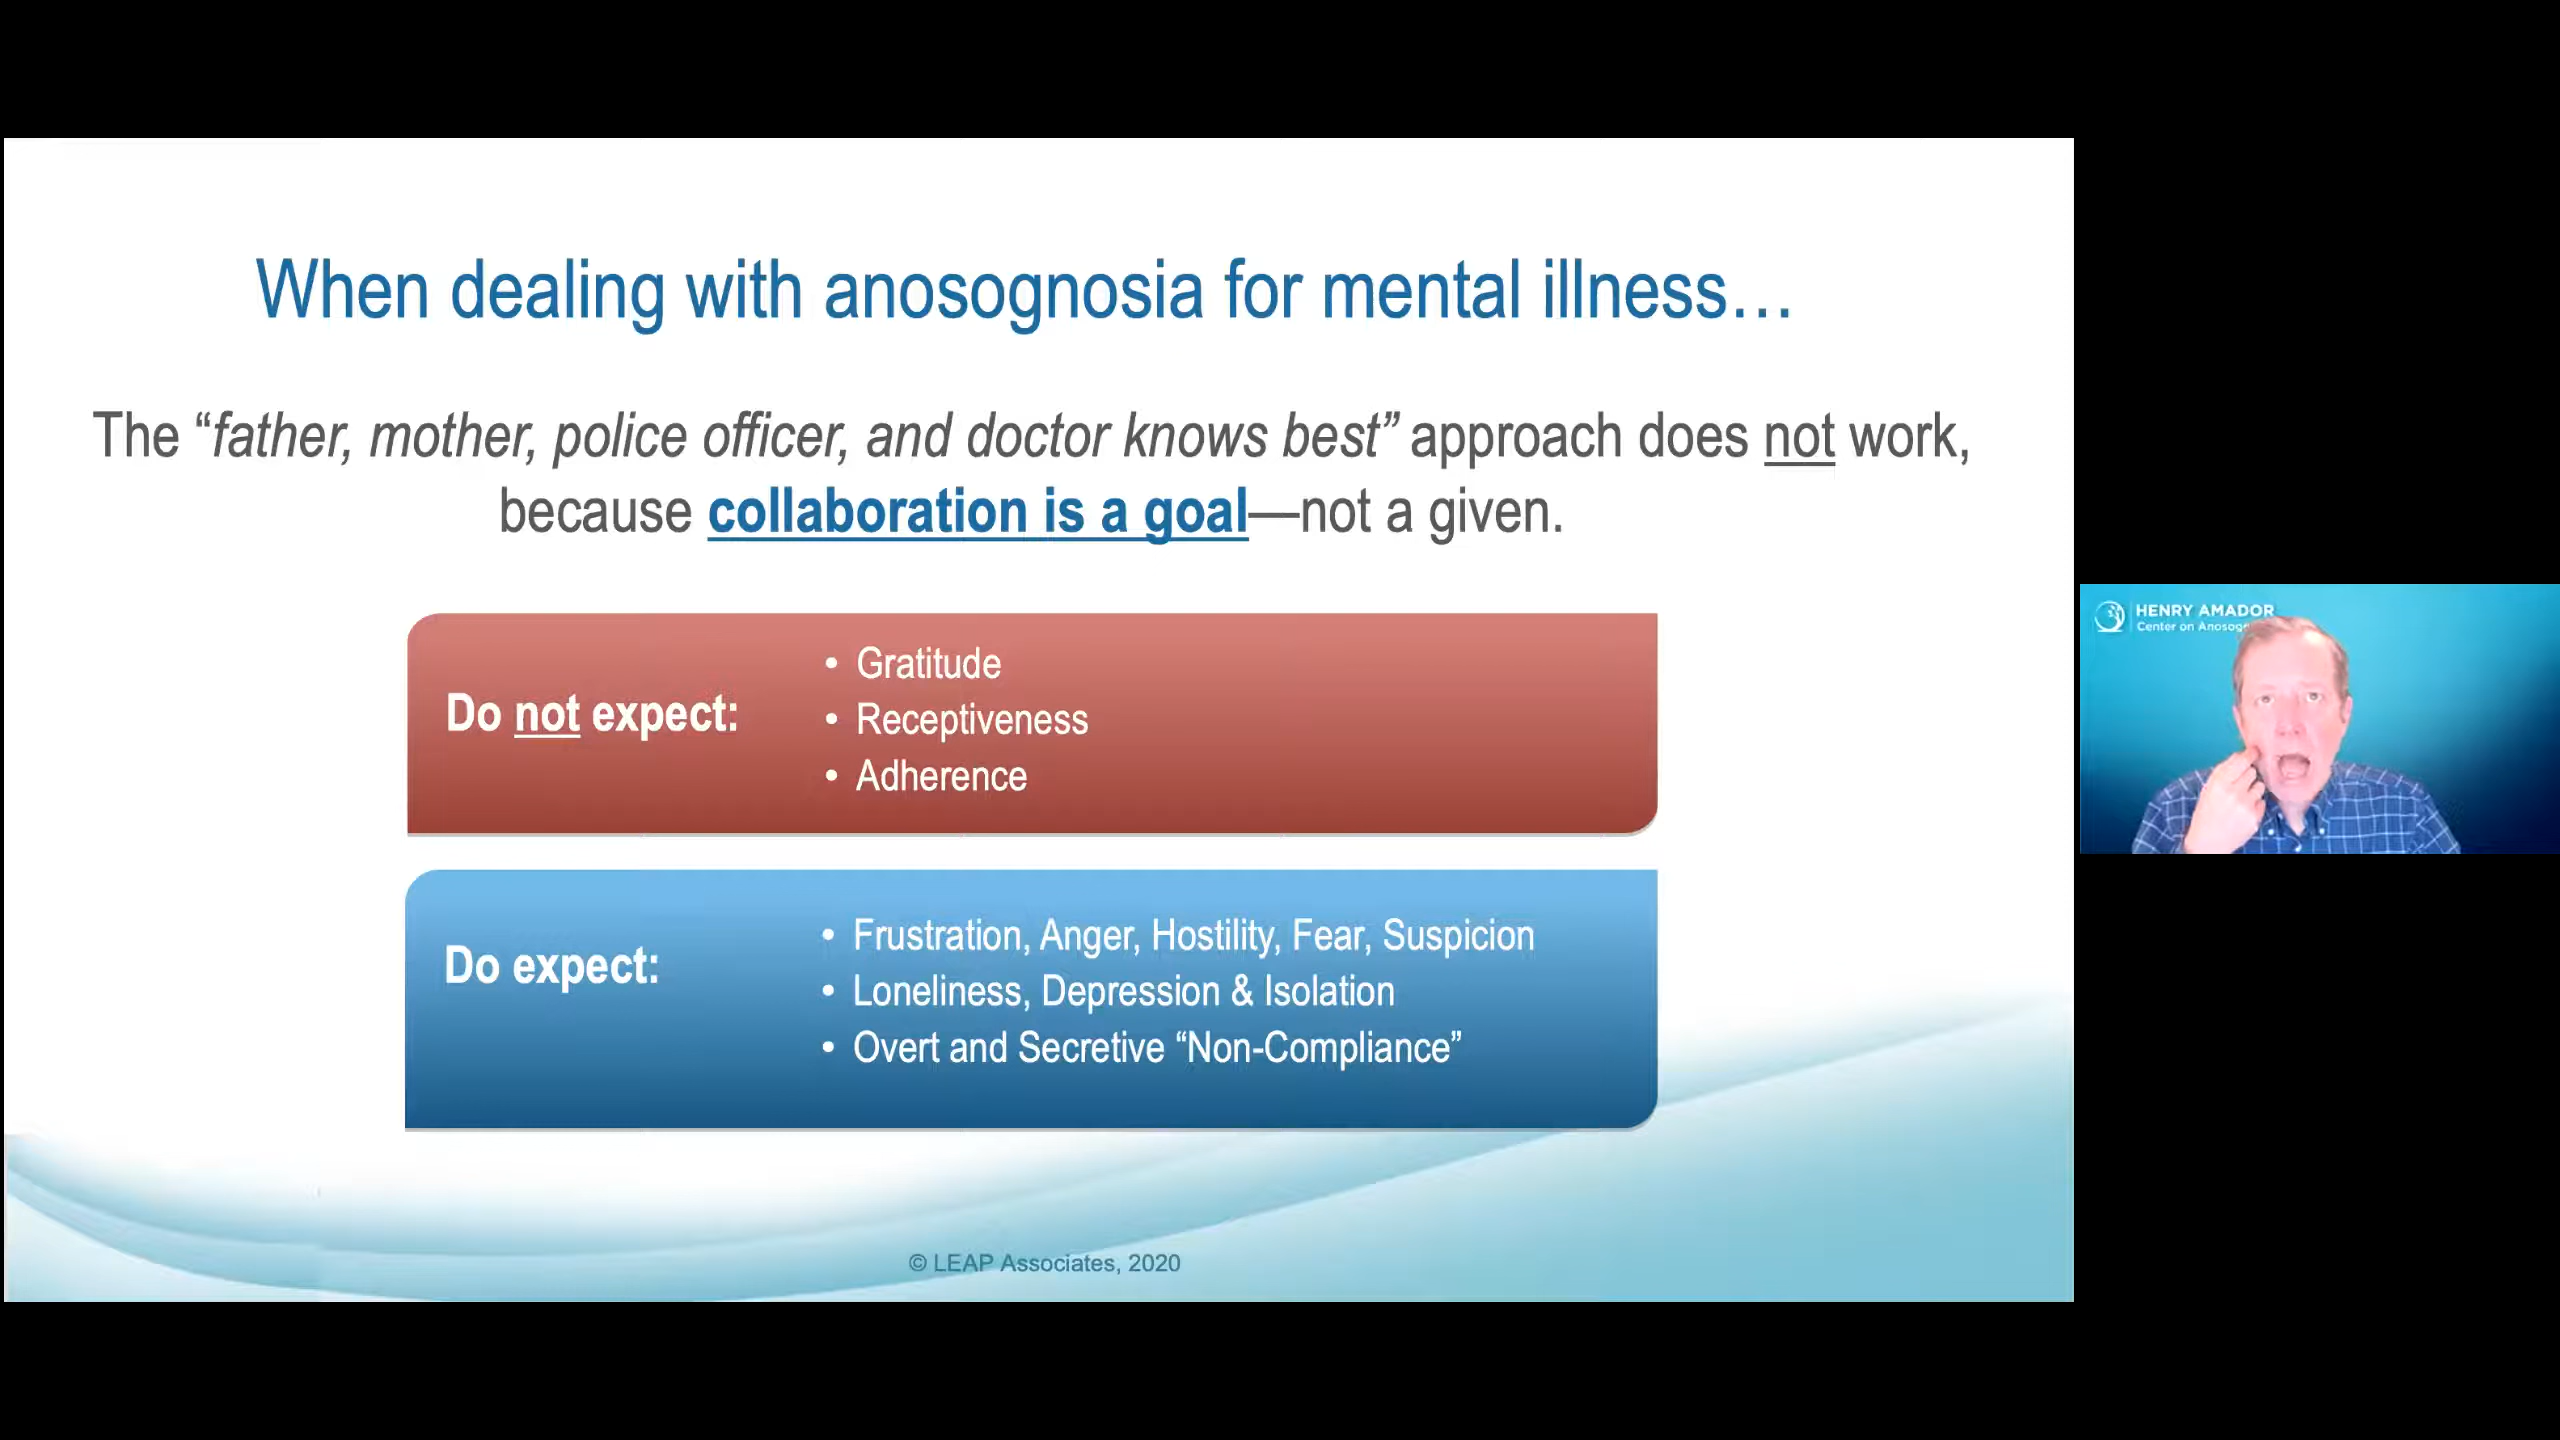 When dealing with anosognosia for mental illness…
The “father, mother, police officer, and doctor knows best” approach does not work,
because collaboration is a goal—not a given.
Do not expect:
• Gratitude
• Receptiveness
• Adherence
Do expect:
• Frustration, Anger, Hostility, Fear, Suspicion
• Loneliness, Depression & Isolation
• Overt and Secretive “Non-Compliance”
© LEAP Associates, 2020
HENRY AMADOR
Center on